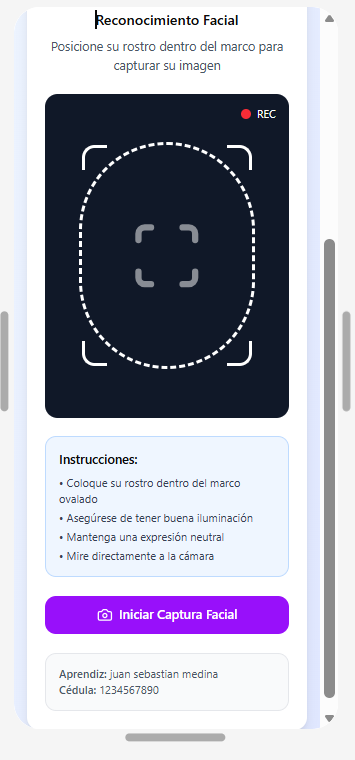 Reconocimiento Facial
Posicione su rostro dentro del marco para
capturar su imagen
REC
Instrucciones:
• Coloque su rostro dentro del marco
ovalado
• Asegúrese de tener buena iluminación
• Mantenga una expresión neutral
• Mire directamente a la cámara
Iniciar Captura Facial
Aprendiz: juan sebastian medina
Cédula: 1234567890